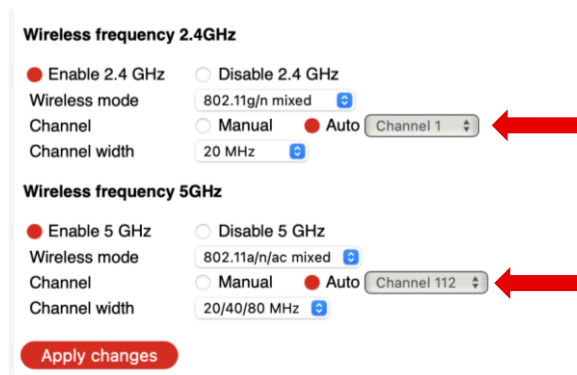 Wireless frequency 2.4GHz
Enable 2.4 GHz Disable 2.4 GHz
Wireless mode 802.11g/n mixed
Channel Manual Auto Channel 1
Channel width 20 MHz
Wireless frequency 5GHz
Enable 5 GHz Disable 5 GHz
Wireless mode 802.11a/n/ac mixed
Channel Manual Auto Channel 112
Channel width 20/40/80 MHz
Apply changes